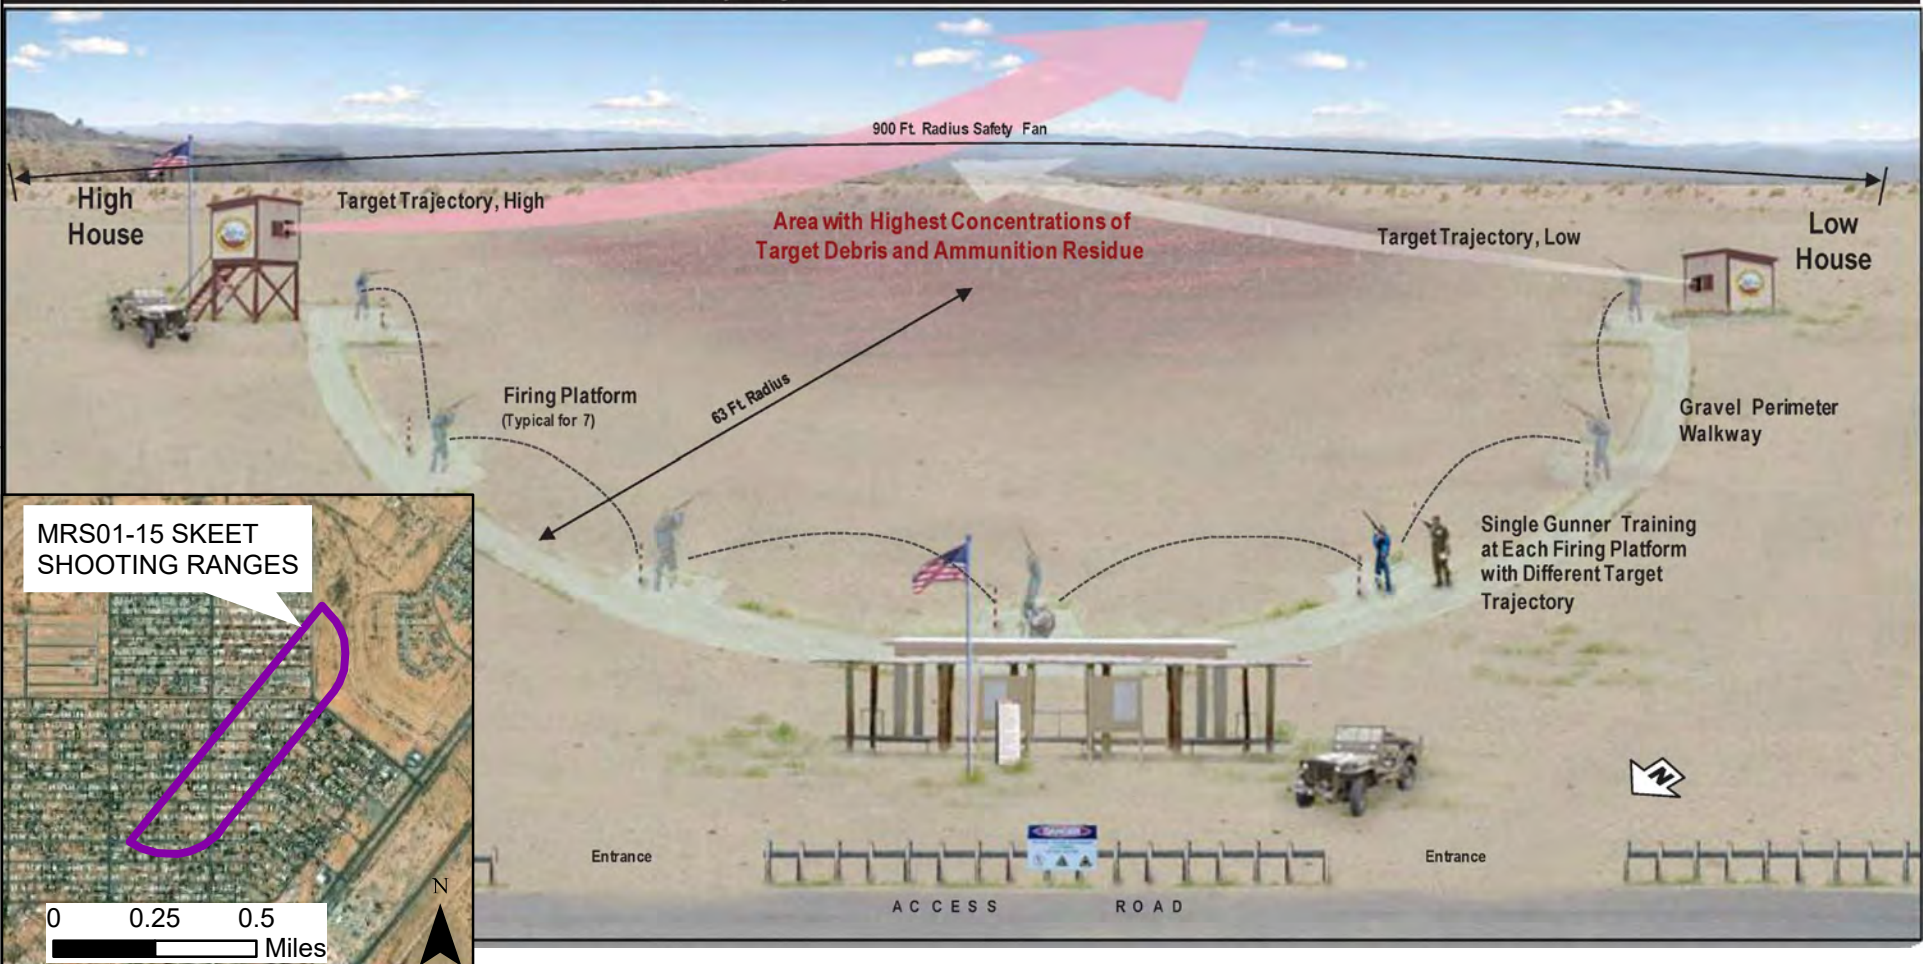 900 Ft. Radius Safety Fan
High
House
Target Trajectory, High
Area with Highest Concentrations of
Target Debris and Ammunition Residue
Target Trajectory, Low
Low
House
Firing Platform
(Typical for 7)
63 Ft. Radius
Gravel Perimeter
Walkway
Single Gunner Training
at Each Firing Platform
with Different Target
Trajectory
MRS01-15 SKEET
SHOOTING RANGES
N
0 0.25 0.5
Miles
N
Entrance
DANGER
Entrance
ACCESS ROAD